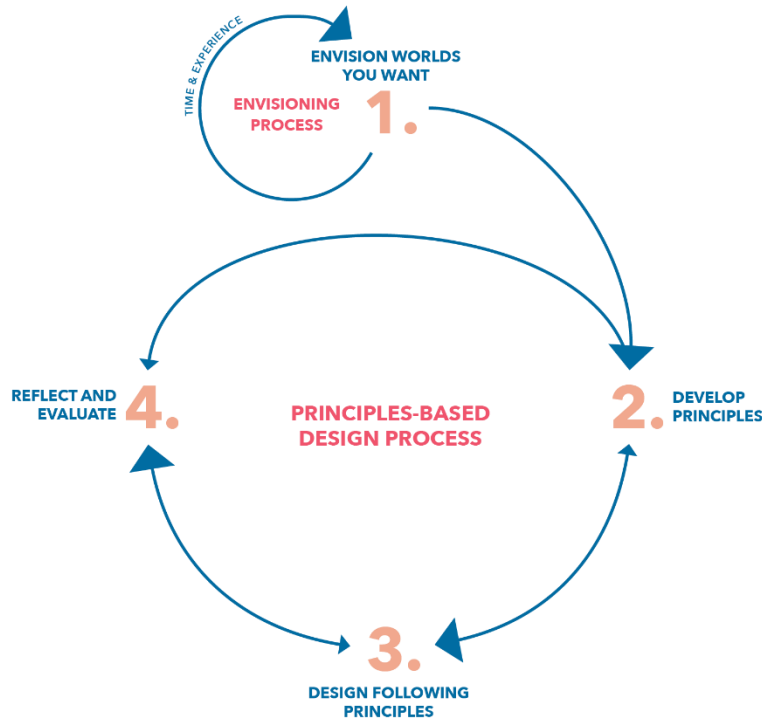 TIME & EXPERIENCE
ENVISION WORLDS
YOU WANT
ENVISIONING
PROCESS
1.
REFLECT AND
EVALUATE
4.
PRINCIPLES-BASED
DESIGN PROCESS
2.
DEVELOP
PRINCIPLES
3.
DESIGN FOLLOWING
PRINCIPLES